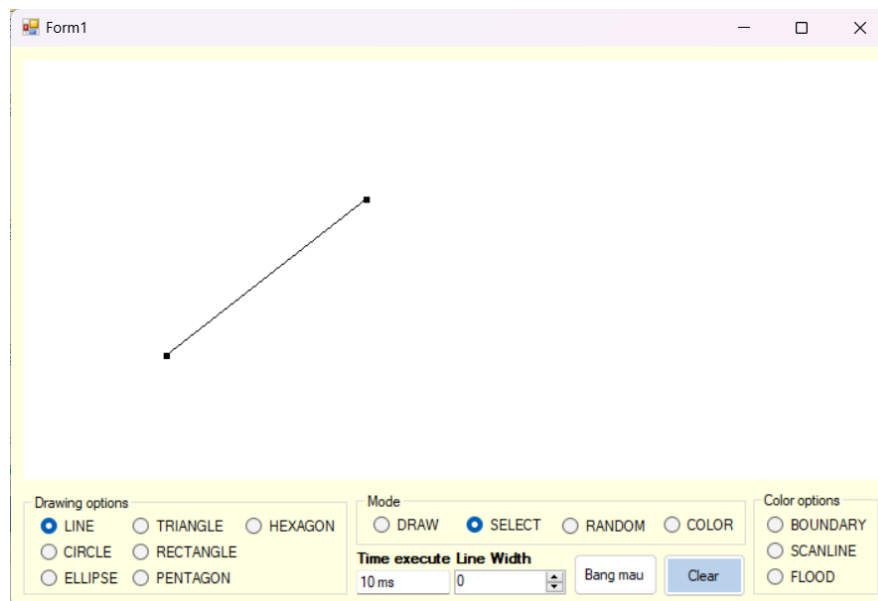 Form1
Drawing options
LINE TRIANGLE HEXAGON
CIRCLE RECTANGLE
ELLIPSE PENTAGON
Mode
DRAW SELECT RANDOM COLOR
Time execute Line Width
10 ms 0 Bang mau Clear
Color options
BOUNDARY
SCANLINE
FLOOD